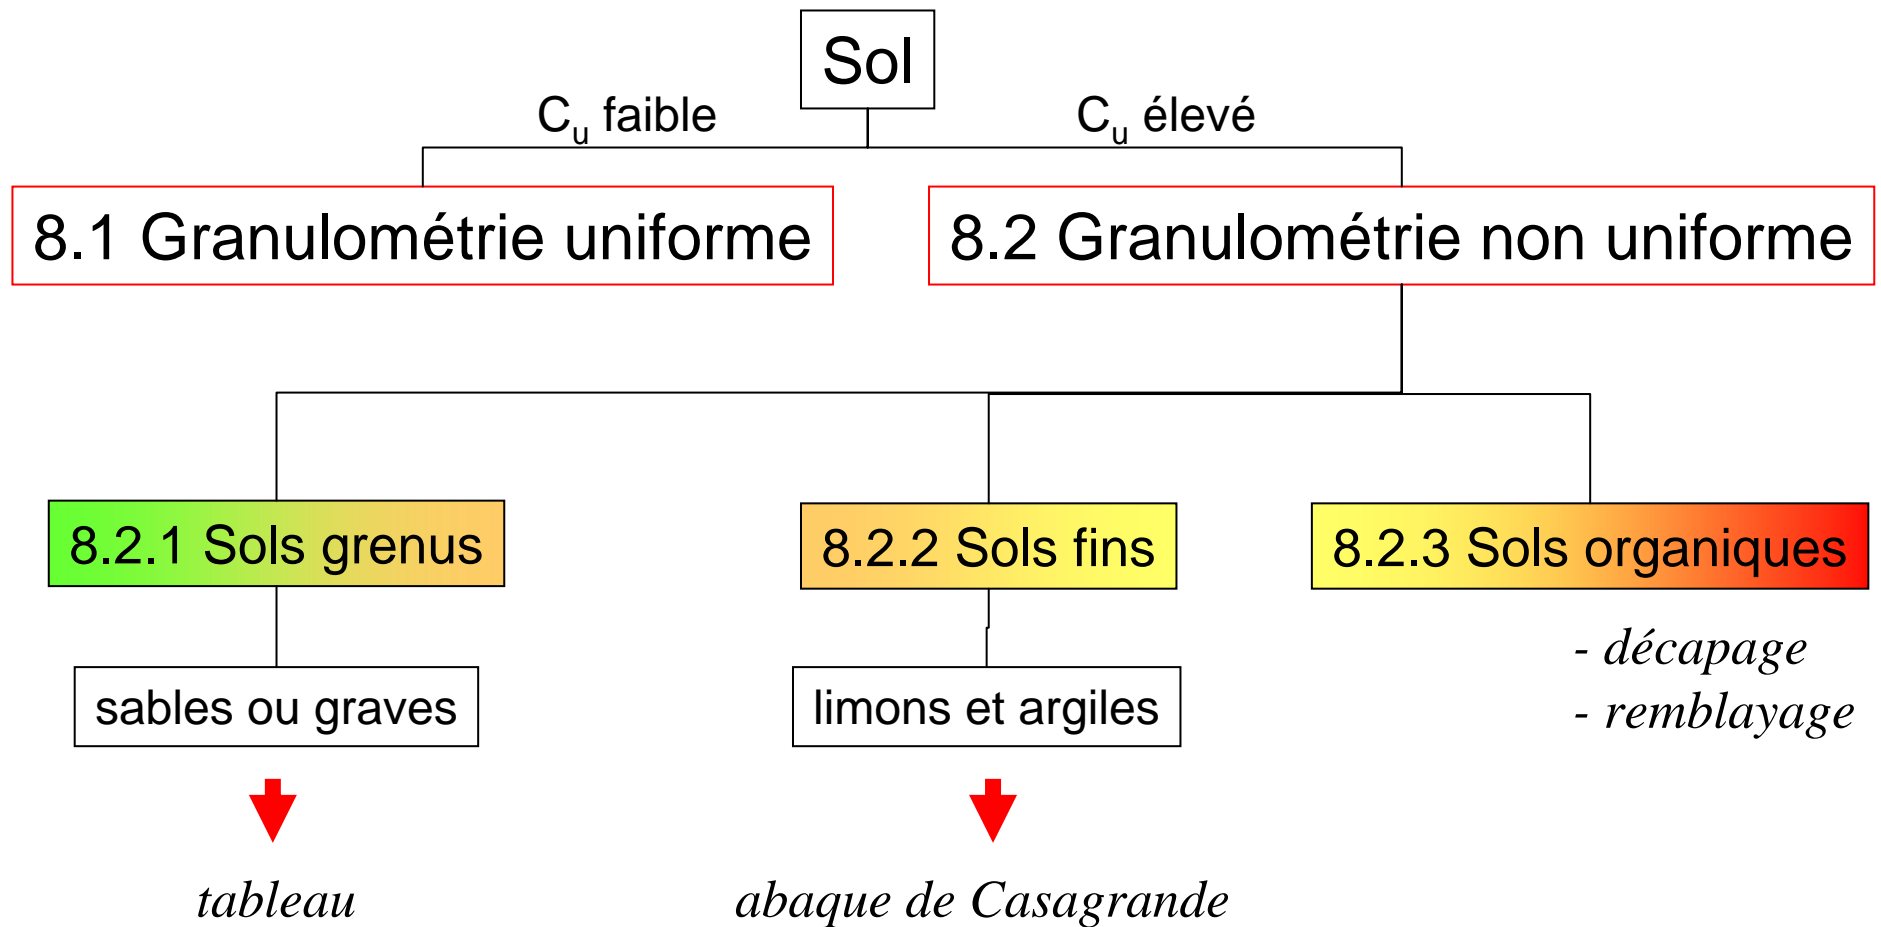 Sol
Cu faible
Cu élevé
8.1 Granulométrie uniforme
8.2 Granulométrie non uniforme
8.2.1 Sols grenus
8.2.2 Sols fins
8.2.3 Sols organiques
sables ou graves
limons et argiles
- décapage
- remblayage
tableau
abaque de Casagrande